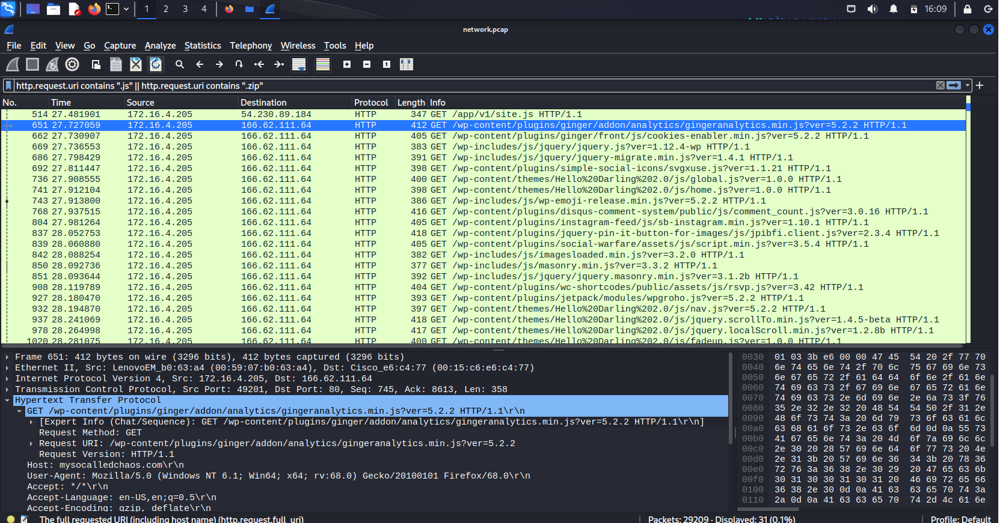 1 2 3 4 16:09
network.pcap
File Edit View Go Capture Analyze Statistics Telephony Wireless Tools Help
http.request.uri contains ".js" || http.request.uri contains ".zip"
No. Time Source Destination Protocol Length Info
514 27.481901 172.16.4.205 54.230.89.184 HTTP 347 GET /app/v1/site.js HTTP/1.1
651 27.727059 172.16.4.205 166.62.111.64 HTTP 412 GET /wp-content/plugins/ginger/addon/analytics/gingeranalytics.min.js?ver=5.2.2 HTTP/1.1
662 27.730907 172.16.4.205 166.62.111.64 HTTP 405 GET /wp-content/plugins/ginger/front/js/cookies-enabler.min.js?ver=5.2.2 HTTP/1.1
669 27.736553 172.16.4.205 166.62.111.64 HTTP 383 GET /wp-includes/js/jquery/jquery.js?ver=1.12.4-wp HTTP/1.1
686 27.798429 172.16.4.205 166.62.111.64 HTTP 391 GET /wp-includes/js/jquery/jquery-migrate.min.js?ver=1.4.1 HTTP/1.1
692 27.811447 172.16.4.205 166.62.111.64 HTTP 398 GET /wp-content/plugins/simple-social-icons/svgxuse.js?ver=1.1.21 HTTP/1.1
736 27.908555 172.16.4.205 166.62.111.64 HTTP 400 GET /wp-content/themes/Hello%20Darling%202.0/js/global.js?ver=1.0.0 HTTP/1.1
741 27.912104 172.16.4.205 166.62.111.64 HTTP 398 GET /wp-content/themes/Hello%20Darling%202.0/js/home.js?ver=1.0.0 HTTP/1.1
743 27.913800 172.16.4.205 166.62.111.64 HTTP 386 GET /wp-includes/js/wp-emoji-release.min.js?ver=5.2.2 HTTP/1.1
768 27.937515 172.16.4.205 166.62.111.64 HTTP 416 GET /wp-content/plugins/disqus-comment-system/public/js/comment_count.js?ver=3.0.16 HTTP/1.1
804 27.981264 172.16.4.205 166.62.111.64 HTTP 405 GET /wp-content/plugins/instagram-feed/js/sb-instagram.min.js?ver=1.10.1 HTTP/1.1
837 28.052753 172.16.4.205 166.62.111.64 HTTP 418 GET /wp-content/plugins/jquery-pin-it-button-for-images/js/jpibfi.client.js?ver=2.3.4 HTTP/1.1
839 28.060880 172.16.4.205 166.62.111.64 HTTP 405 GET /wp-content/plugins/social-warfare/assets/js/script.min.js?ver=3.5.4 HTTP/1.1
842 28.088254 172.16.4.205 166.62.111.64 HTTP 382 GET /wp-includes/js/imagesloaded.min.js?ver=3.2.0 HTTP/1.1
850 28.092736 172.16.4.205 166.62.111.64 HTTP 377 GET /wp-includes/js/masonry.min.js?ver=3.3.2 HTTP/1.1
851 28.093644 172.16.4.205 166.62.111.64 HTTP 392 GET /wp-includes/js/jquery/jquery.masonry.min.js?ver=3.1.2b HTTP/1.1
908 28.119789 172.16.4.205 166.62.111.64 HTTP 404 GET /wp-content/plugins/wc-shortcodes/public/assets/js/rsvp.js?ver=3.42 HTTP/1.1
927 28.180470 172.16.4.205 166.62.111.64 HTTP 393 GET /wp-content/plugins/jetpack/modules/wpgroho.js?ver=5.2.2 HTTP/1.1
932 28.194870 172.16.4.205 166.62.111.64 HTTP 397 GET /wp-content/themes/Hello%20Darling%202.0/js/nav.js?ver=5.2.2 HTTP/1.1
937 28.241069 172.16.4.205 166.62.111.64 HTTP 418 GET /wp-content/themes/Hello%20Darling%202.0/js/jquery.scrollTo.min.js?ver=1.4.5-beta HTTP/1.1
978 28.264998 172.16.4.205 166.62.111.64 HTTP 417 GET /wp-content/themes/Hello%20Darling%202.0/js/jquery.localScroll.min.js?ver=1.2.8b HTTP/1.1
1020 28.281075 172.16.4.205 166.62.111.64 HTTP 400 GET /wp-content/themes/Hello%20Darling%202.0/js/fadeup.js?ver=1.0.0 HTTP/1.1
Frame 651: 412 bytes on wire (3296 bits), 412 bytes captured (3296 bits)
Ethernet II, Src: LenovoEM_b0:63:a4 (00:59:07:b0:63:a4), Dst: Cisco_e6:c4:77 (00:15:c6:e6:c4:77)
Internet Protocol Version 4, Src: 172.16.4.205, Dst: 166.62.111.64
Transmission Control Protocol, Src Port: 49201, Dst Port: 80, Seq: 745, Ack: 8613, Len: 358
Hypertext Transfer Protocol
GET /wp-content/plugins/ginger/addon/analytics/gingeranalytics.min.js?ver=5.2.2 HTTP/1.1\r\n
[Expert Info (Chat/Sequence): GET /wp-content/plugins/ginger/addon/analytics/gingeranalytics.min.js?ver=5.2.2 HTTP/1.1\r\n]
Request Method: GET
Request URI: /wp-content/plugins/ginger/addon/analytics/gingeranalytics.min.js?ver=5.2.2
Request Version: HTTP/1.1
Host: mysocalledchaos.com\r\n
User-Agent: Mozilla/5.0 (Windows NT 6.1; Win64; x64; rv:68.0) Gecko/20100101 Firefox/68.0\r\n
Accept: */*\r\n
Accept-Language: en-US,en;q=0.5\r\n
Accept-Encoding: gzip, deflate\r\n
0030 01 03 3b e6 00 00 47 45 54 20 2f 77 70
0040 6e 74 65 6e 74 2f 70 6c 75 67 69 6e 73
0050 6e 67 65 72 2f 61 64 64 6f 6e 2f 61 6e
0060 74 69 63 73 2f 67 69 6e 67 65 72 61 6e
0070 74 69 63 73 2e 6d 69 6e 2e 6a 73 3f 76
0080 35 2e 32 2e 32 20 48 54 54 50 2f 31 2e
0090 48 6f 73 74 3a 20 6d 79 73 6f 63 61 6c
00a0 63 68 61 6f 73 2e 63 6f 6d 0d 0a 55 73
00b0 41 67 65 6e 74 3a 20 4d 6f 7a 69 6c 6c
00c0 2e 30 20 28 57 69 6e 64 6f 77 73 20 4e
00d0 2e 31 3b 20 57 69 6e 36 34 3b 20 78 36
00e0 72 76 3a 36 38 2e 30 29 20 47 65 63 6b
00f0 30 31 30 30 31 30 31 20 46 69 72 65 66
0100 36 38 2e 30 0d 0a 41 63 63 65 70 74 3a
0110 2a 0d 0a 41 63 63 65 70 74 2d 4c 61 6e
The full requested URI (including host name) (http.request.full_uri) Packets: 29209 · Displayed: 31 (0.1%) Profile: Default